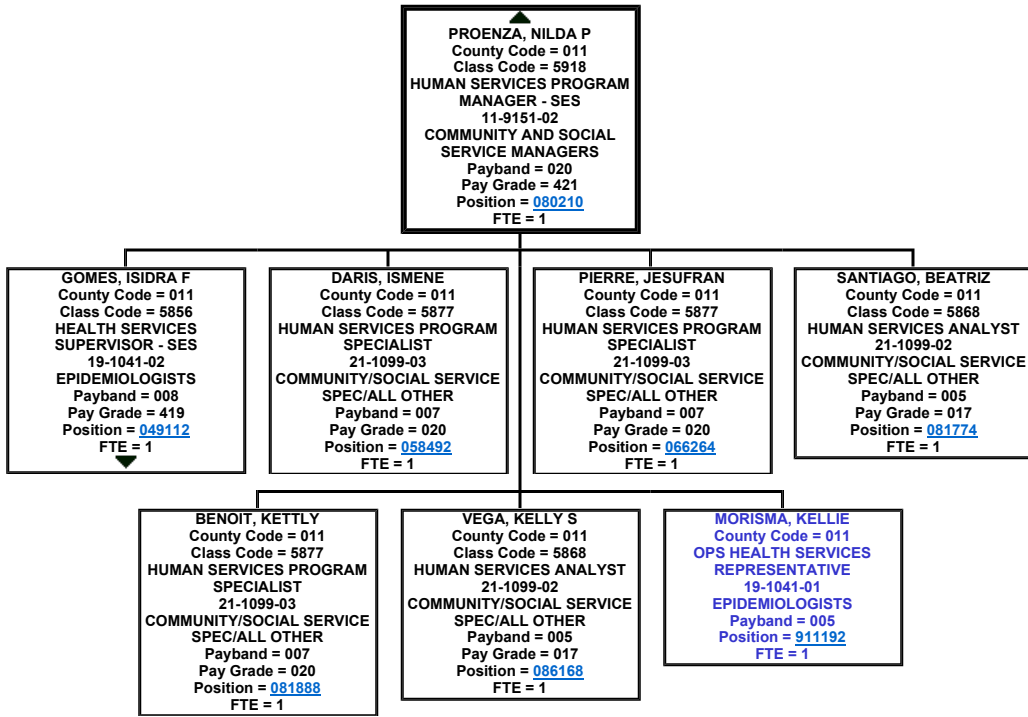 PROENZA, NILDA P
County Code = 011
Class Code = 5918
HUMAN SERVICES PROGRAM
MANAGER - SES
11-9151-02
COMMUNITY AND SOCIAL
SERVICE MANAGERS
Payband = 020
Pay Grade = 421
Position = 080210
FTE = 1
GOMES, ISIDRA F
County Code = 011
Class Code = 5856
HEALTH SERVICES
SUPERVISOR - SES
19-1041-02
EPIDEMIOLOGISTS
Payband = 008
Pay Grade = 419
Position = 049112
FTE = 1
DARIS, ISMENE
County Code = 011
Class Code = 5877
HUMAN SERVICES PROGRAM
SPECIALIST
21-1099-03
COMMUNITY/SOCIAL SERVICE
SPEC/ALL OTHER
Payband = 007
Pay Grade = 020
Position = 058492
FTE = 1
PIERRE, JESUFRAN
County Code = 011
Class Code = 5877
HUMAN SERVICES PROGRAM
SPECIALIST
21-1099-03
COMMUNITY/SOCIAL SERVICE
SPEC/ALL OTHER
Payband = 007
Pay Grade = 020
Position = 066264
FTE = 1
SANTIAGO, BEATRIZ
County Code = 011
Class Code = 5868
HUMAN SERVICES ANALYST
21-1099-02
COMMUNITY/SOCIAL SERVICE
SPEC/ALL OTHER
Payband = 005
Pay Grade = 017
Position = 081774
FTE = 1
BENOIT, KETTLY
County Code = 011
Class Code = 5877
HUMAN SERVICES PROGRAM
SPECIALIST
21-1099-03
COMMUNITY/SOCIAL SERVICE
SPEC/ALL OTHER
Payband = 007
Pay Grade = 020
Position = 081888
FTE = 1
VEGA, KELLY S
County Code = 011
Class Code = 5868
HUMAN SERVICES ANALYST
21-1099-02
COMMUNITY/SOCIAL SERVICE
SPEC/ALL OTHER
Payband = 005
Pay Grade = 017
Position = 086168
FTE = 1
MORISMA, KELLIE
County Code = 011
OPS HEALTH SERVICES
REPRESENTATIVE
19-1041-01
EPIDEMIOLOGISTS
Payband = 005
Position = 911192
FTE = 1